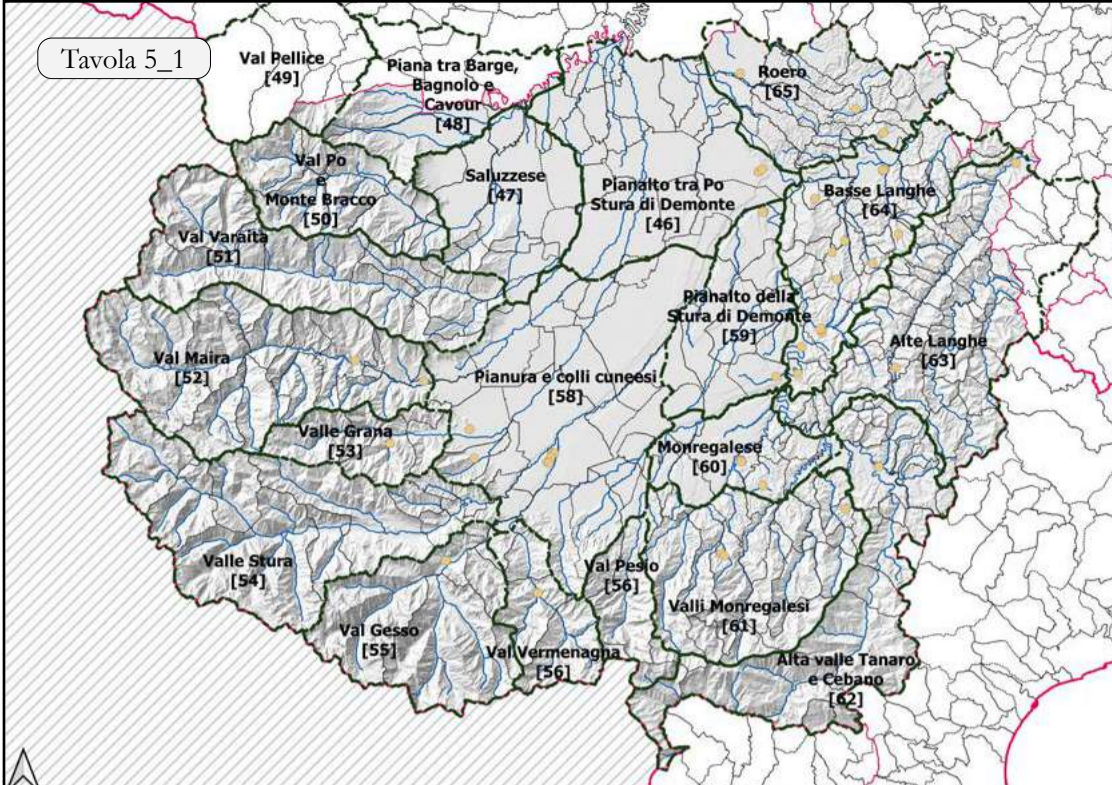 Tavola 5_1
Val Pellice
[49]
Piana tra Barge,
Bagnolo e
Cavour
[48]
Roero
[65]
Val Po
e
Monte Bracco
[50]
Saluzzese
[47]
Pianalto tra Po
Stura di Demonte
[46]
Basse Langhe
[64]
Val Varaita
[51]
Val Maira
[52]
Pianura e colli cuneesi
[58]
Pianalto della
Stura di Demonte
[59]
Alte Langhe
[63]
Valle Grana
[53]
Monregalese
[60]
Valle Stura
[54]
Val Gesso
[55]
Val Vermenagna
[56]
Val Pesio
[56]
Valli Monregalesi
[61]
Alta valle Tanaro
e Cebano
[62]